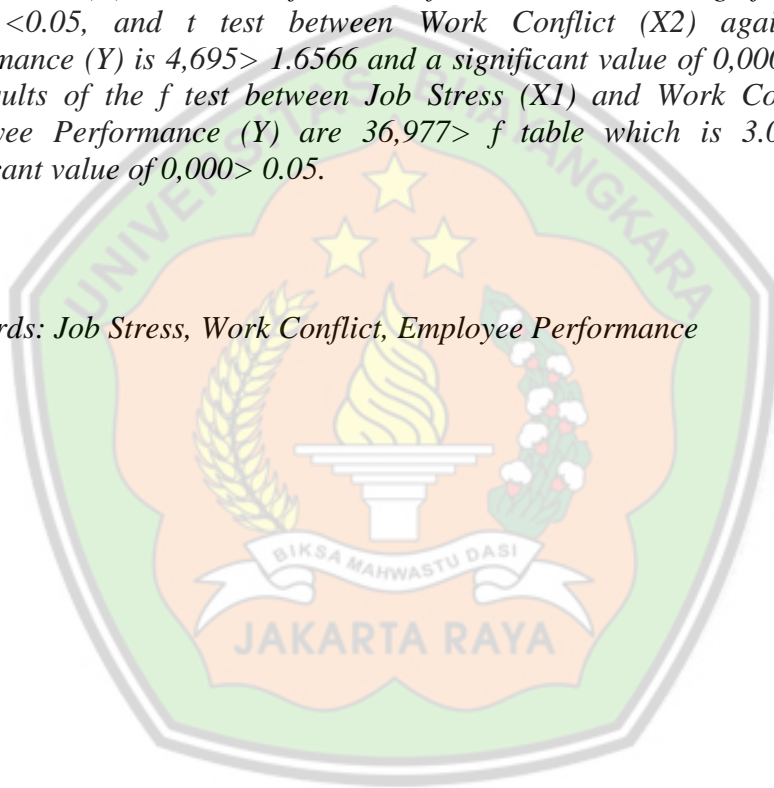 <0.05, and t test between Work Conflict (X2) agai
rmance (Y) is 4,695> 1.6566 and a significant value of 0,000
ults of the f test between Job Stress (X1) and Work Co
ee Performance (Y) are 36,977> f table which is 3.0
cant value of 0,000> 0.05.
UNIVERSITAS BHAYANGKARA
rds: Job Stress, Work Conflict, Employee Performance
BIKSA MAHWASTU DASI
JAKARTA RAYA